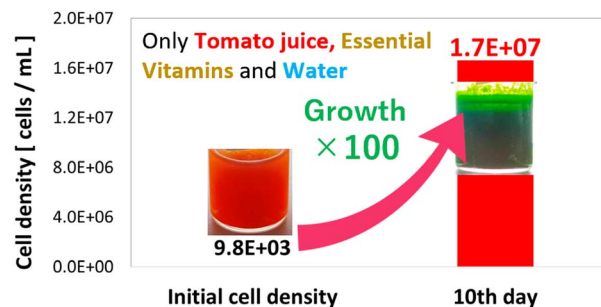 Cell density [ cells / mL ]
2.0E+07
1.6E+07
1.2E+07
8.0E+06
4.0E+06
0.0E+00
Only Tomato juice, Essential
Vitamins and Water
Growth
×100
1.7E+07
9.8E+03
Initial cell density
10th day